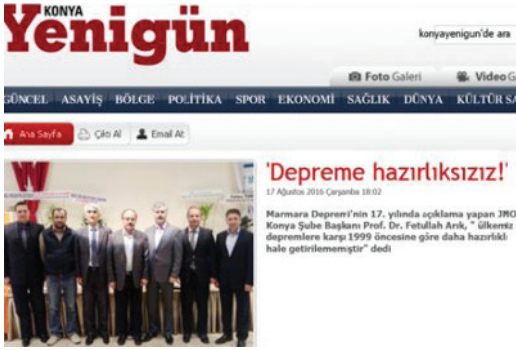 KONYA
Yenigün
konyayenigun'de ara
Foto Galeri
Video G
GÜNCEL ASAYİŞ BÖLGE POLİTİKA SPOR EKONOMİ SAĞLIK DÜNYA KÜLTÜR SA
Ana Sayfa Çıktı Al Email At
'Depreme hazırlıksızız!'
17 Ağustos 2016 Çarşamba 18:02
Marmara Depremi'nin 17. yılında açıklama yapan JMO
Konya Şube Başkanı Prof. Dr. Fetullah Arık, " ülkemiz
depremlere karşı 1999 öncesine göre daha hazırlıklı
hale getirilememiştir" dedi